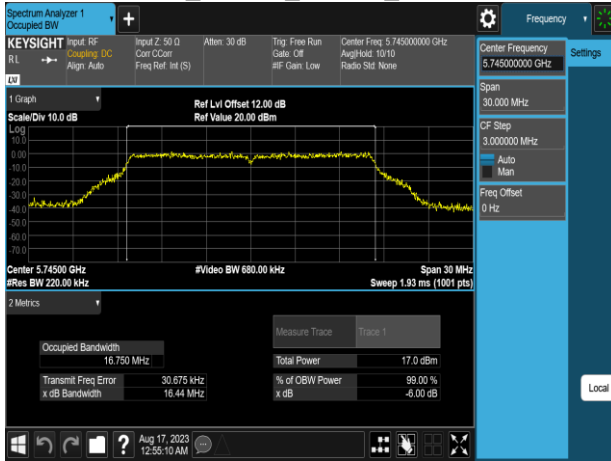 Spectrum Analyzer 1
Occupied BW
Frequency
KEYSIGHT
Input: RF
Coupling: DC
Align: Auto
RL
LXI
Input Z: 50 Ω
Corr CCorr
Freq Ref: Int (S)
Atten: 30 dB
Trig: Free Run
Gate: Off
#IF Gain: Low
Center Freq: 5.745000000 GHz
Avg|Hold: 10/10
Radio Std: None
Center Frequency
5.745000000 GHz
Settings
Span
30.000 MHz
CF Step
3.000000 MHz
Auto
Man
Freq Offset
0 Hz
Local
1 Graph
Scale/Div 10.0 dB
Ref Lvl Offset 12.00 dB
Ref Value 20.00 dBm
Log
10.0
0.00
-10.0
-20.0
-30.0
-40.0
-50.0
-60.0
-70.0
Center 5.74500 GHz
#Res BW 220.00 kHz
#Video BW 680.00 kHz
Span 30 MHz
Sweep 1.93 ms (1001 pts)
2 Metrics
Measure Trace
Trace 1
Occupied Bandwidth
16.750 MHz
Total Power
17.0 dBm
Transmit Freq Error
30.675 kHz
% of OBW Power
99.00 %
x dB Bandwidth
16.44 MHz
x dB
-6.00 dB
?
Aug 17, 2023
12:55:10 AM